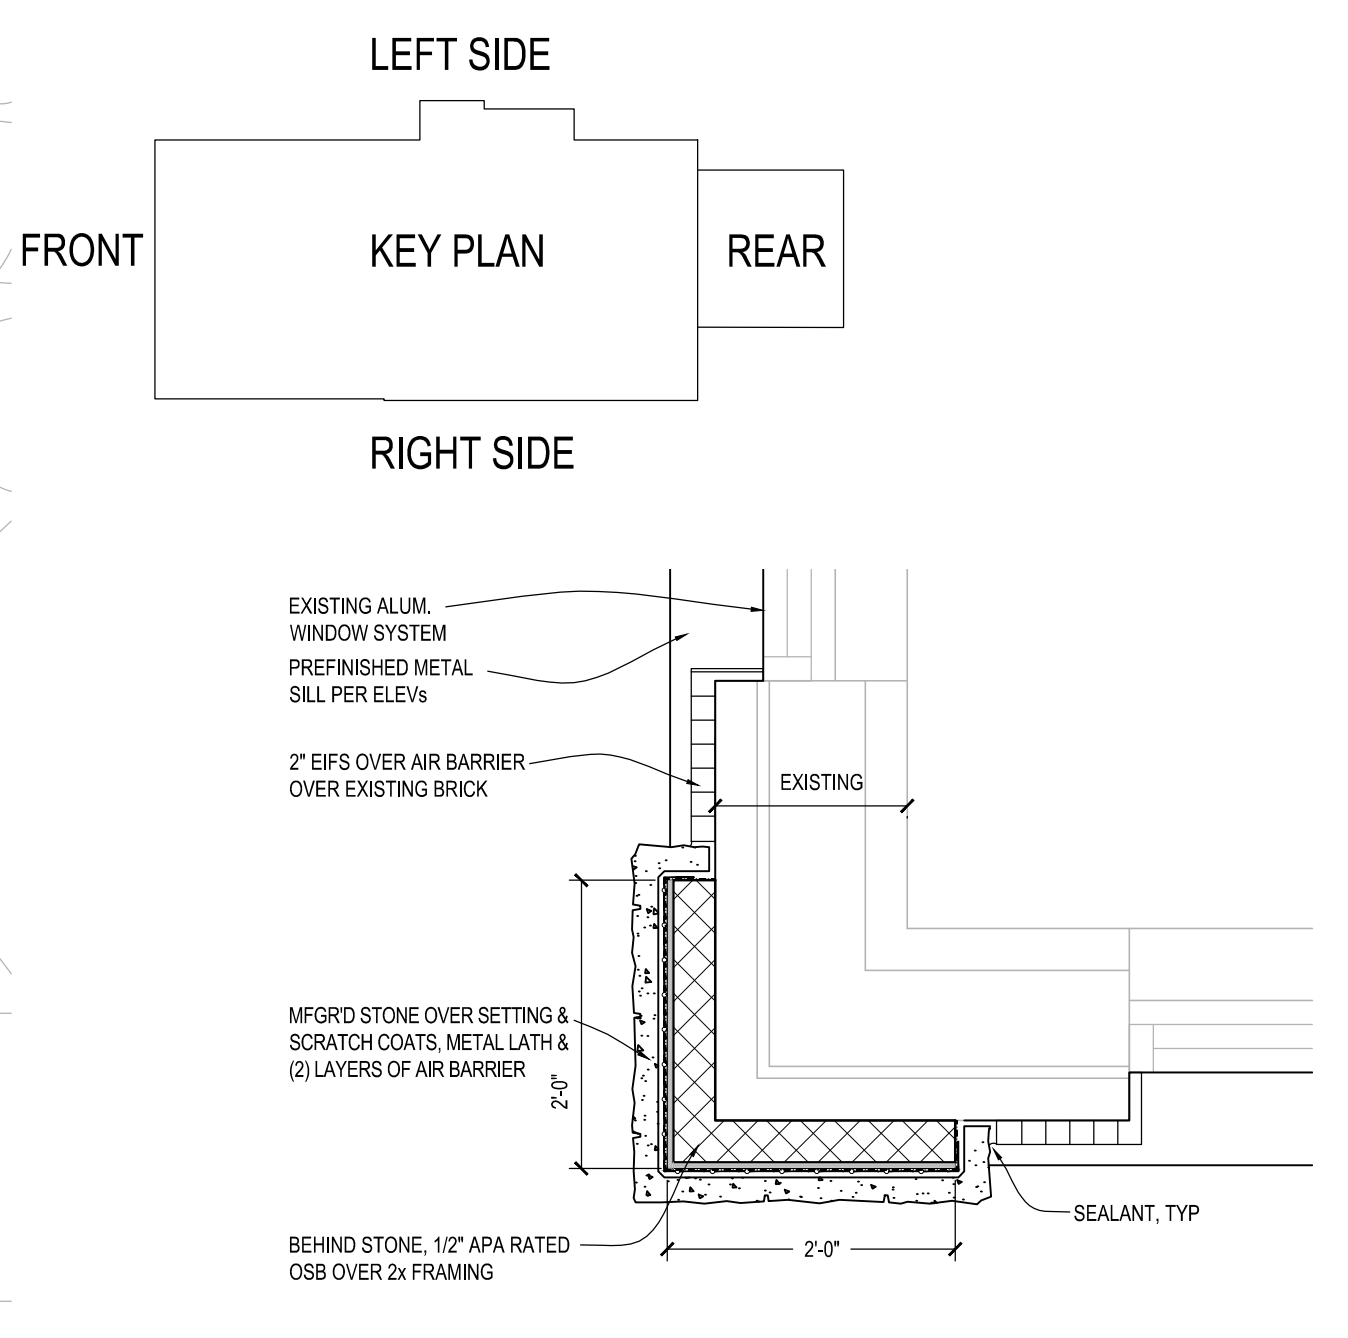 LEFT SIDE
FRONT
KEY PLAN
REAR
RIGHT SIDE
EXISTING ALUM.
WINDOW SYSTEM
PREFINISHED METAL
SILL PER ELEVs
2" EIFS OVER AIR BARRIER
OVER EXISTING BRICK
EXISTING
MFGR'D STONE OVER SETTING &
SCRATCH COATS, METAL LATH &
(2) LAYERS OF AIR BARRIER
2'-0"
SEALANT, TYP
BEHIND STONE, 1/2" APA RATED
OSB OVER 2x FRAMING
2'-0"